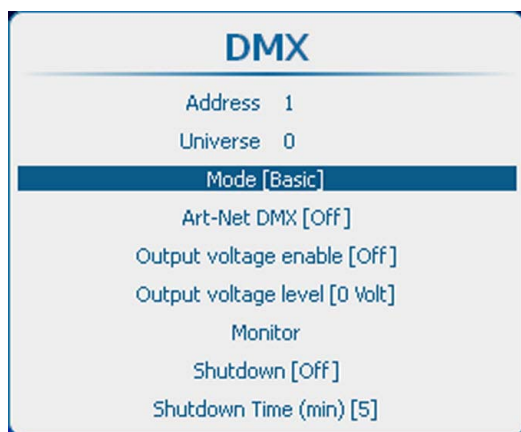 DMX
Address 1
Universe 0
Mode [Basic]
Art-Net DMX [Off]
Output voltage enable [Off]
Output voltage level [0 Volt]
Monitor
Shutdown [Off]
Shutdown Time (min) [5]